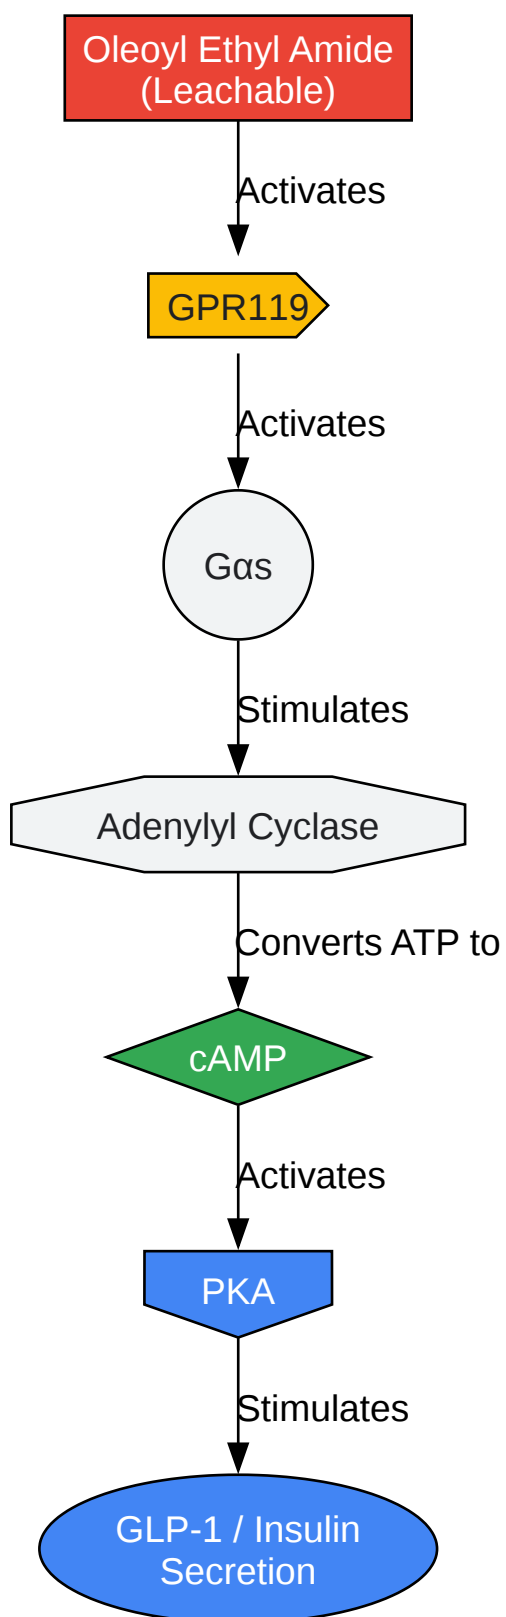 Oleoyl Ethyl Amide
(Leachable)
Activates
GPR119
Activates
Gαs
Stimulates
Adenylyl Cyclase
Converts ATP to
cAMP
Activates
PKA
Stimulates
GLP-1 / Insulin
Secretion